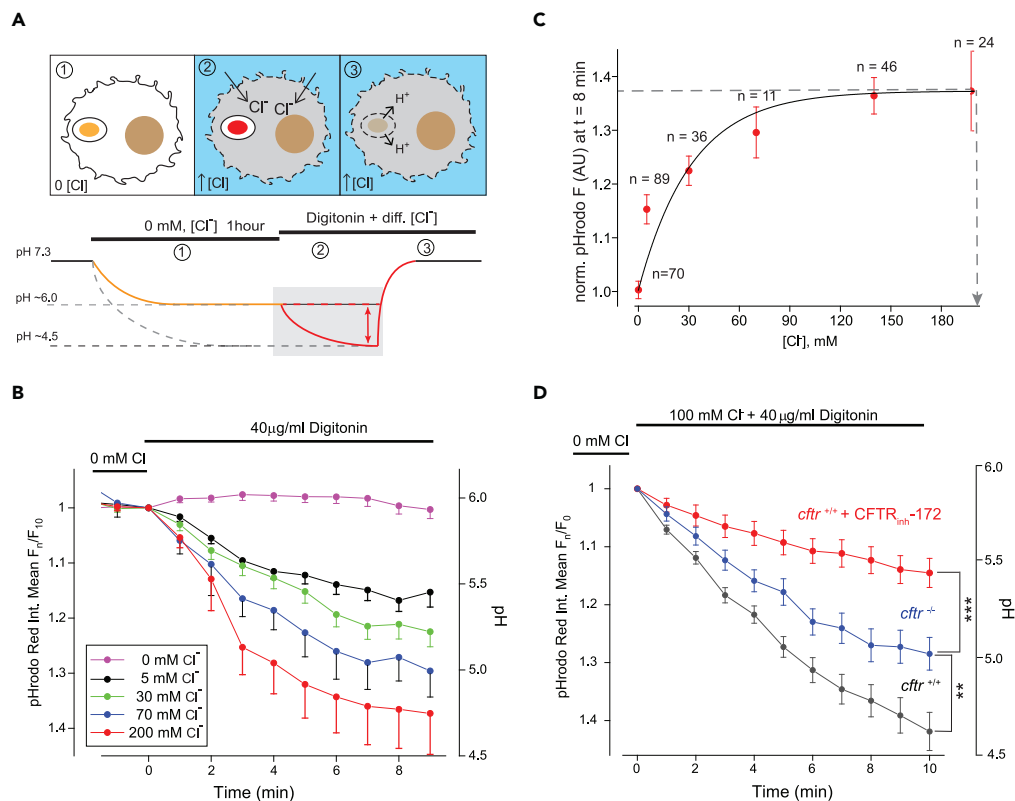 A
① ② ③
Cl⁻ Cl⁻ H⁺
H⁺
0 [Cl] ↑ [Cl] ↑ [Cl]
0 mM, [Cl⁻] 1hour Digitonin + diff. [Cl⁻]
① ② ③
pH 7.3
pH ~6.0
pH ~4.5
B
40μg/ml Digitonin
0 mM Cl
pHrodo Red Int. Mean Fn/F10
1
1.1
1.2
1.3
1.4
0 mM Cl⁻
5 mM Cl⁻
30 mM Cl⁻
70 mM Cl⁻
200 mM Cl⁻
6.0
5.5
5.0
4.5
pH
0 2 4 6 8
Time (min)
C
norm. pHrodo F (AU) at t = 8 min
1.4
1.3
1.2
1.1
1.0
n=70
n = 89
n = 36
n = 11
n = 46
n = 24
0 30 60 90 120 150 180
[Cl⁻], mM
D
100 mM Cl⁻ + 40μg/ml Digitonin
0 mM Cl
pHrodo Red Int. Mean Fn/F0
1
1.1
1.2
1.3
1.4
cftr +/+ + CFTRinh-172
cftr -/-
cftr +/+
***
**
6.0
5.5
5.0
4.5
pH
0 2 4 6 8 10
Time (min)